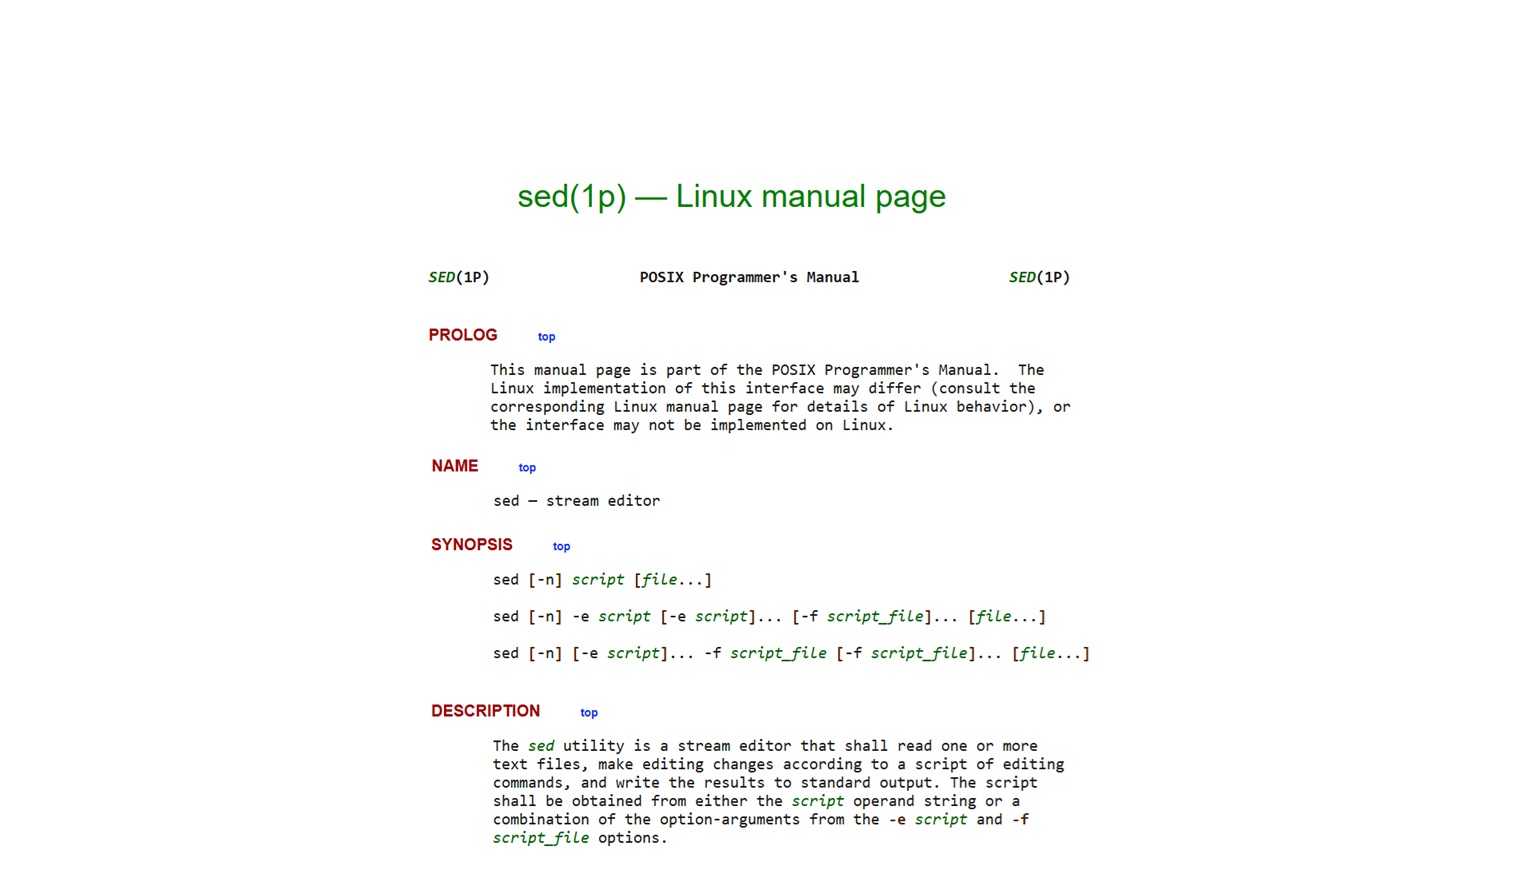 sed(1p) — Linux manual page
SED(1P) POSIX Programmer's Manual SED(1P)
PROLOG top
This manual page is part of the POSIX Programmer's Manual. The
Linux implementation of this interface may differ (consult the
corresponding Linux manual page for details of Linux behavior), or
the interface may not be implemented on Linux.
NAME top
sed — stream editor
SYNOPSIS top
sed [-n] script [file...]
sed [-n] -e script [-e script]... [-f script_file]... [file...]
sed [-n] [-e script]... -f script_file [-f script_file]... [file...]
DESCRIPTION top
The sed utility is a stream editor that shall read one or more
text files, make editing changes according to a script of editing
commands, and write the results to standard output. The script
shall be obtained from either the script operand string or a
combination of the option-arguments from the -e script and -f
script_file options.